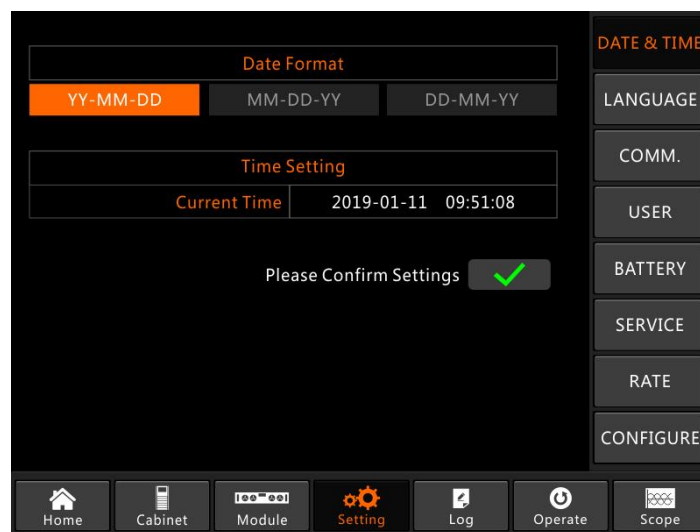 Date Format
YY-MM-DD MM-DD-YY DD-MM-YY
Time Setting
Current Time 2019-01-11 09:51:08
Please Confirm Settings
DATE & TIME
LANGUAGE
COMM.
USER
BATTERY
SERVICE
RATE
CONFIGURE
Home Cabinet Module Setting Log Operate Scope